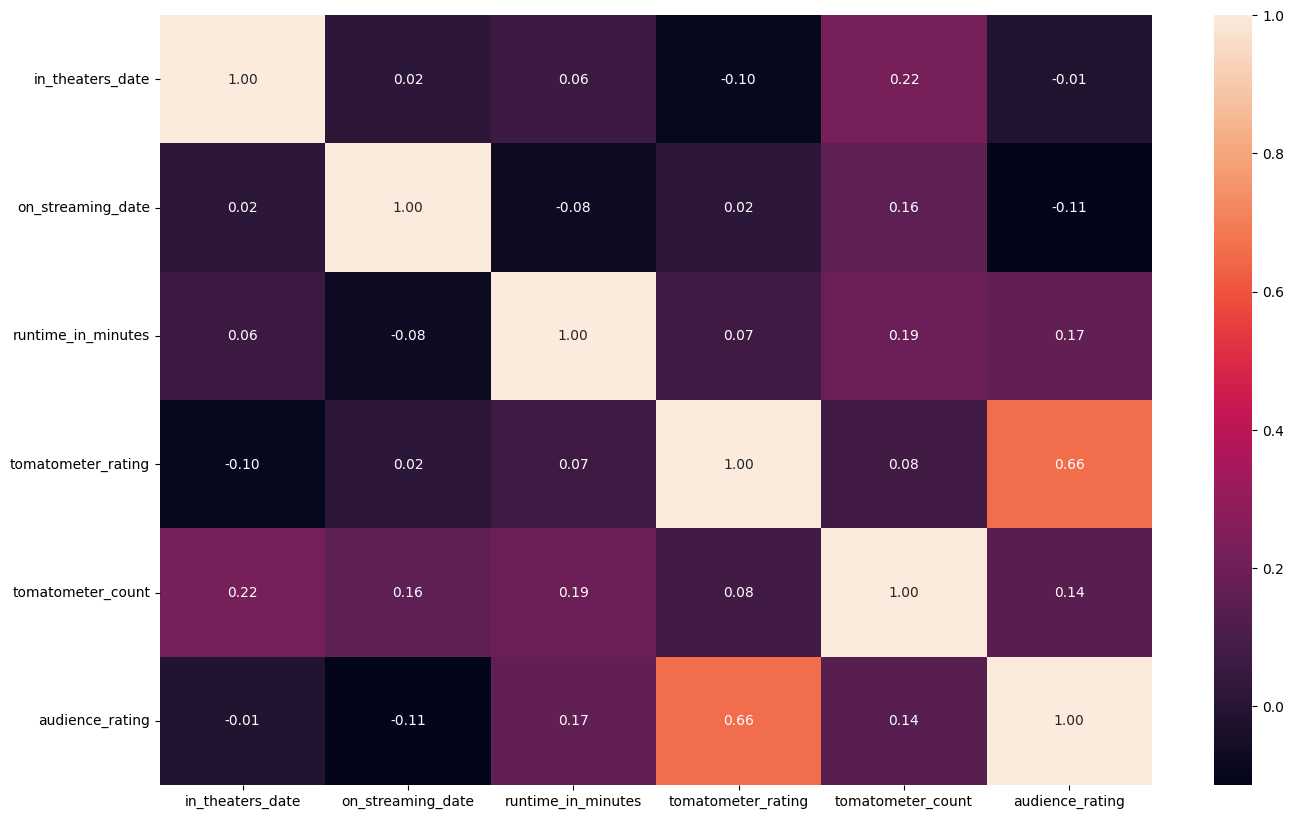 in_theaters_date 1.00 0.02 0.06 -0.10 0.22 -0.01
on_streaming_date 0.02 1.00 -0.08 0.02 0.16 -0.11
runtime_in_minutes 0.06 -0.08 1.00 0.07 0.19 0.17
tomatometer_rating -0.10 0.02 0.07 1.00 0.08 0.66
tomatometer_count 0.22 0.16 0.19 0.08 1.00 0.14
audience_rating -0.01 -0.11 0.17 0.66 0.14 1.00
in_theaters_date on_streaming_date runtime_in_minutes tomatometer_rating tomatometer_count audience_rating
1.0
0.8
0.6
0.4
0.2
0.0